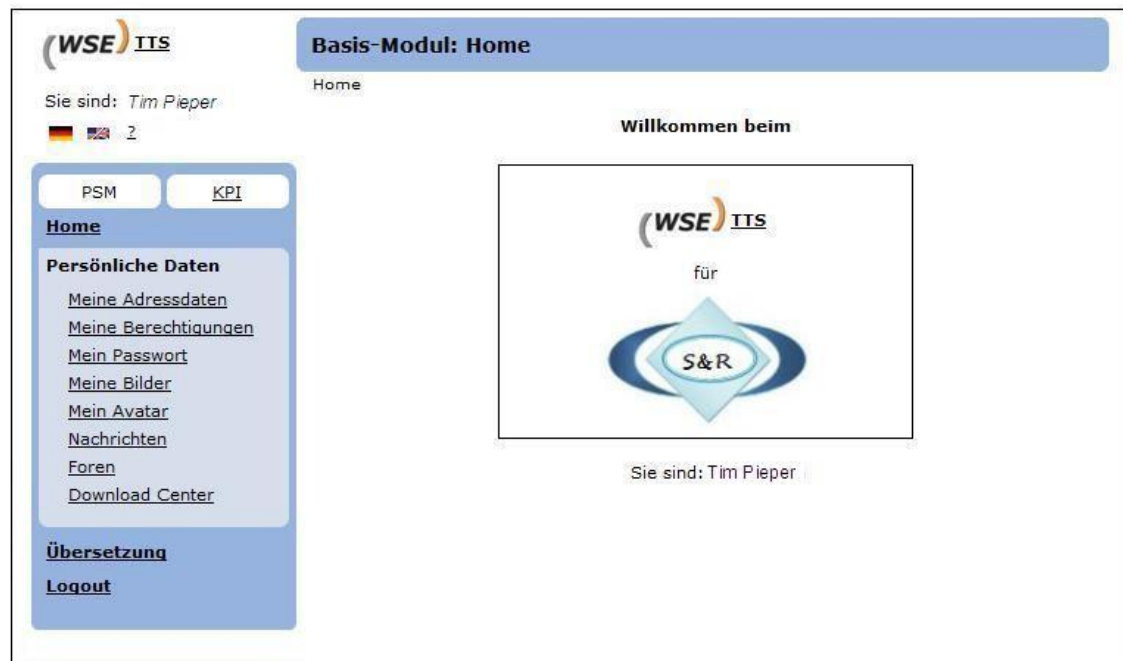 (WSE) TTS
Sie sind: Tim Pieper
?
PSM KPI
Home
Persönliche Daten
Meine Adressdaten
Meine Berechtigungen
Mein Passwort
Meine Bilder
Mein Avatar
Nachrichten
Foren
Download Center
Übersetzung
Logout
Basis-Modul: Home
Home
Willkommen beim
(WSE) TTS
für
S&R
Sie sind: Tim Pieper